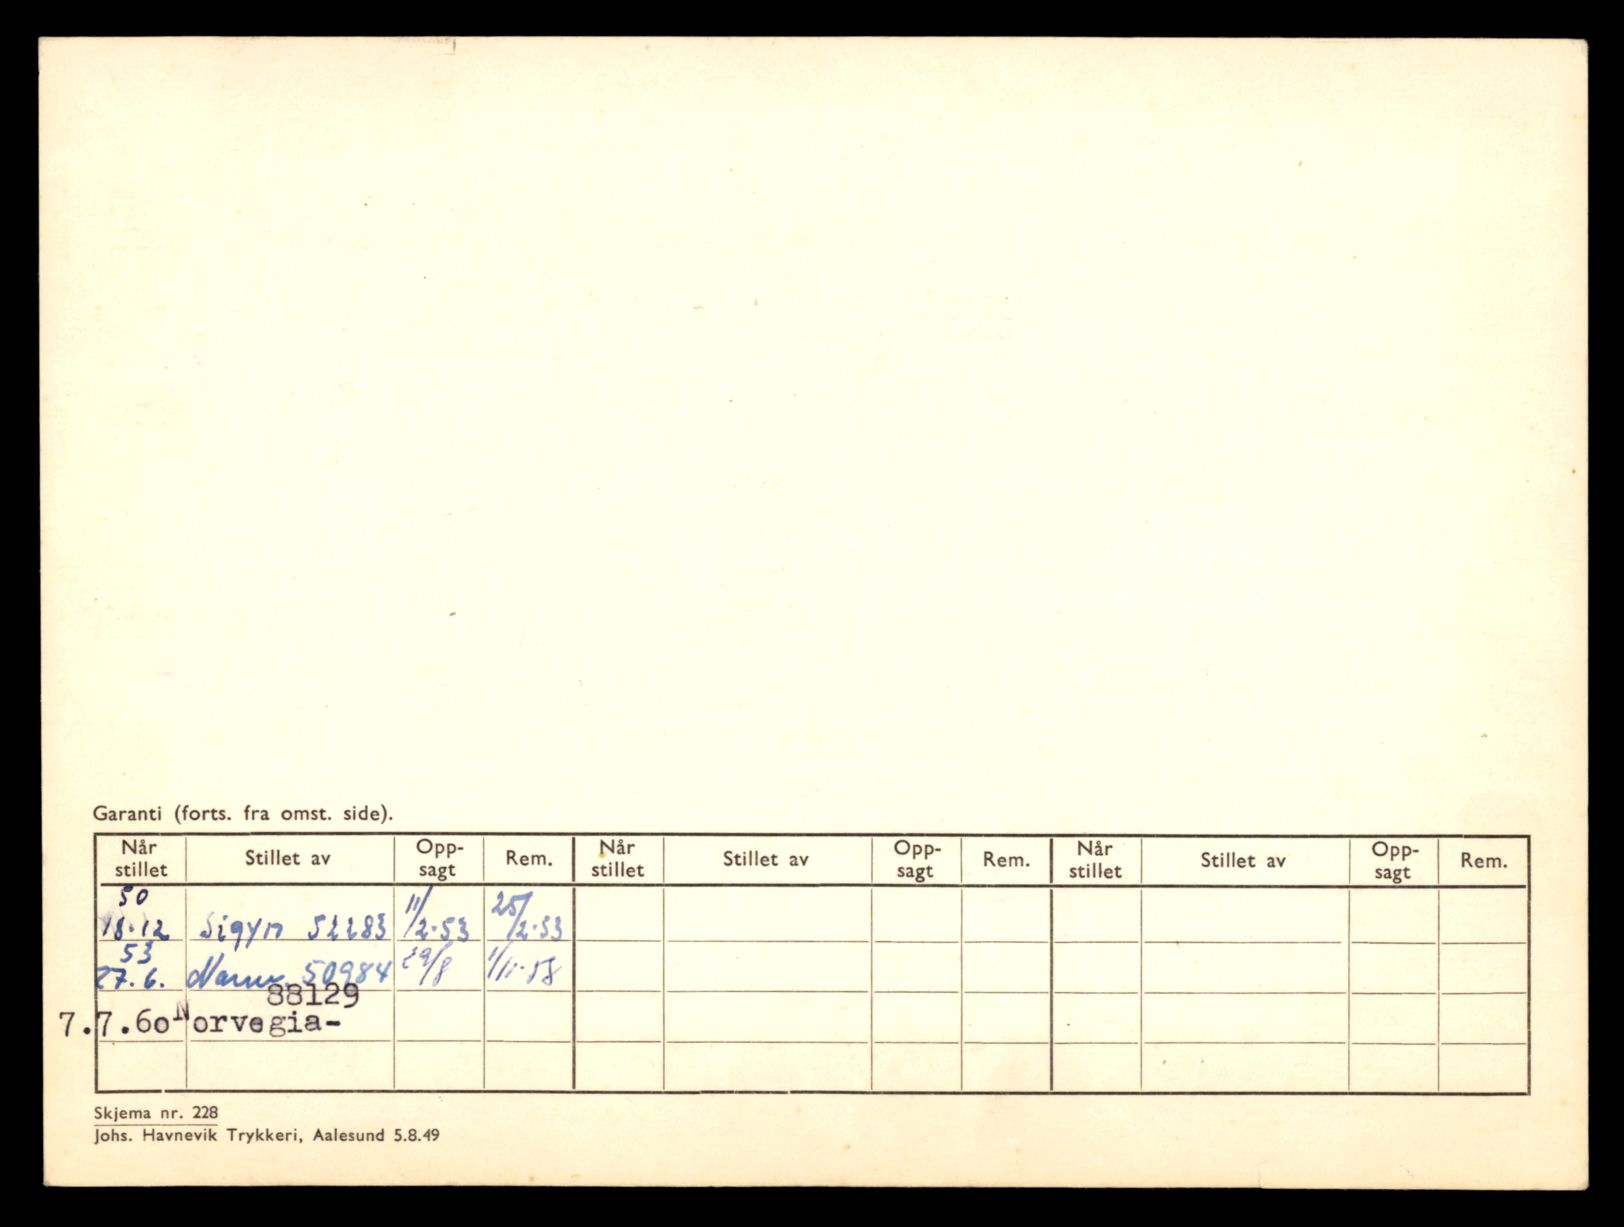 Garanti (forts. fra omst. side).
Når stillet Stillet av Opp-sagt Rem. Når stillet Stillet av Opp-sagt Rem. Når stillet Stillet av Opp-sagt Rem.
50
18.12 Sigyn 52283 11/2.53 25/2.53
53
27.6. 50984 29/8 1/11-58
88129
7.7.60 Norvegia-
Skjema nr. 228
Johs. Havnevik Trykkeri, Aalesund 5.8.49